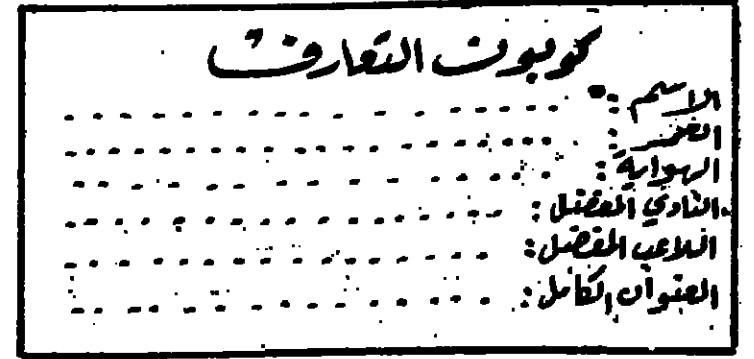 كوبون التعارف
الاسم :
العمر :
الهواية :
النادي المفضل :
اللاعب المفضل :
العنوان الكامل :